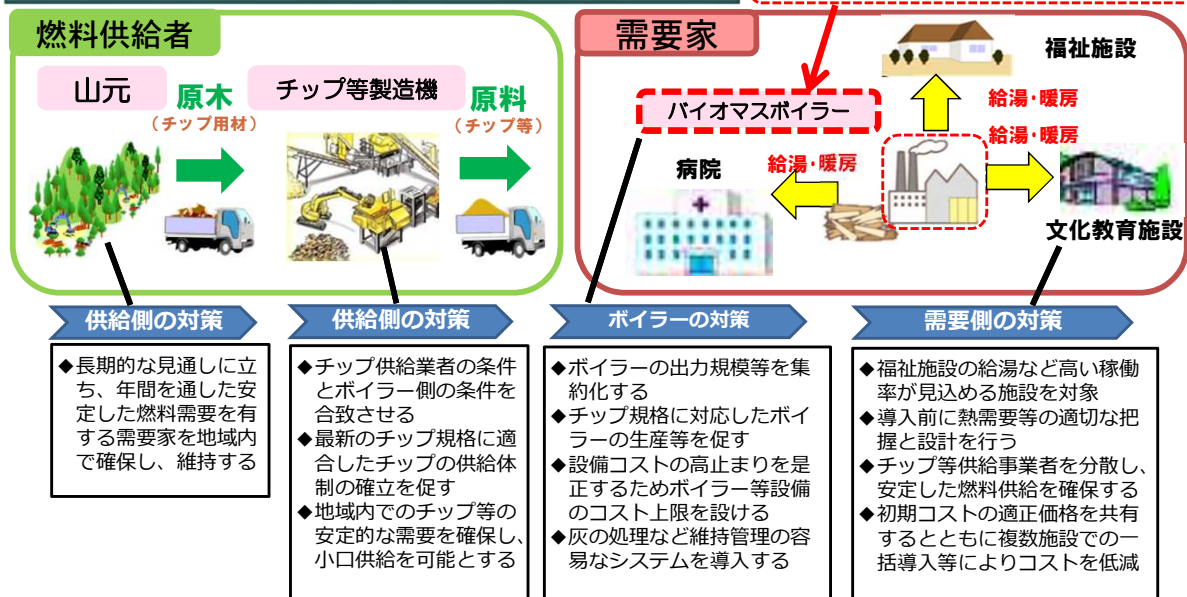 燃料供給者
山元
原木
（チップ用材）
チップ等製造機
原料
（チップ等）
需要家
バイオマスボイラー
福祉施設
給湯・暖房
給湯・暖房
病院
給湯・暖房
文化教育施設
供給側の対策
◆長期的な見通しに立
ち、年間を通した安
定した燃料需要を有
する需要家を地域内
で確保し、維持する
供給側の対策
◆チップ供給業者の条件
とボイラー側の条件を
合致させる
◆最新のチップ規格に適
合したチップの供給体
制の確立を促す
◆地域内でのチップ等の
安定的な需要を確保し、
小口供給を可能とする
ボイラーの対策
◆ボイラーの出力規模等を集
約化する
◆チップ規格に対応したボイ
ラーの生産等を促す
◆設備コストの高止まりを是
正するためボイラー等設備
のコスト上限を設ける
◆灰の処理など維持管理の容
易なシステムを導入する
需要側の対策
◆福祉施設の給湯など高い稼働
率が見込める施設を対象
◆導入前に熱需要等の適切な把
握と設計を行う
◆チップ等供給事業者を分散し、
安定した燃料供給を確保する
◆初期コストの適正価格を共有
するとともに複数施設での一
括導入等によりコストを低減